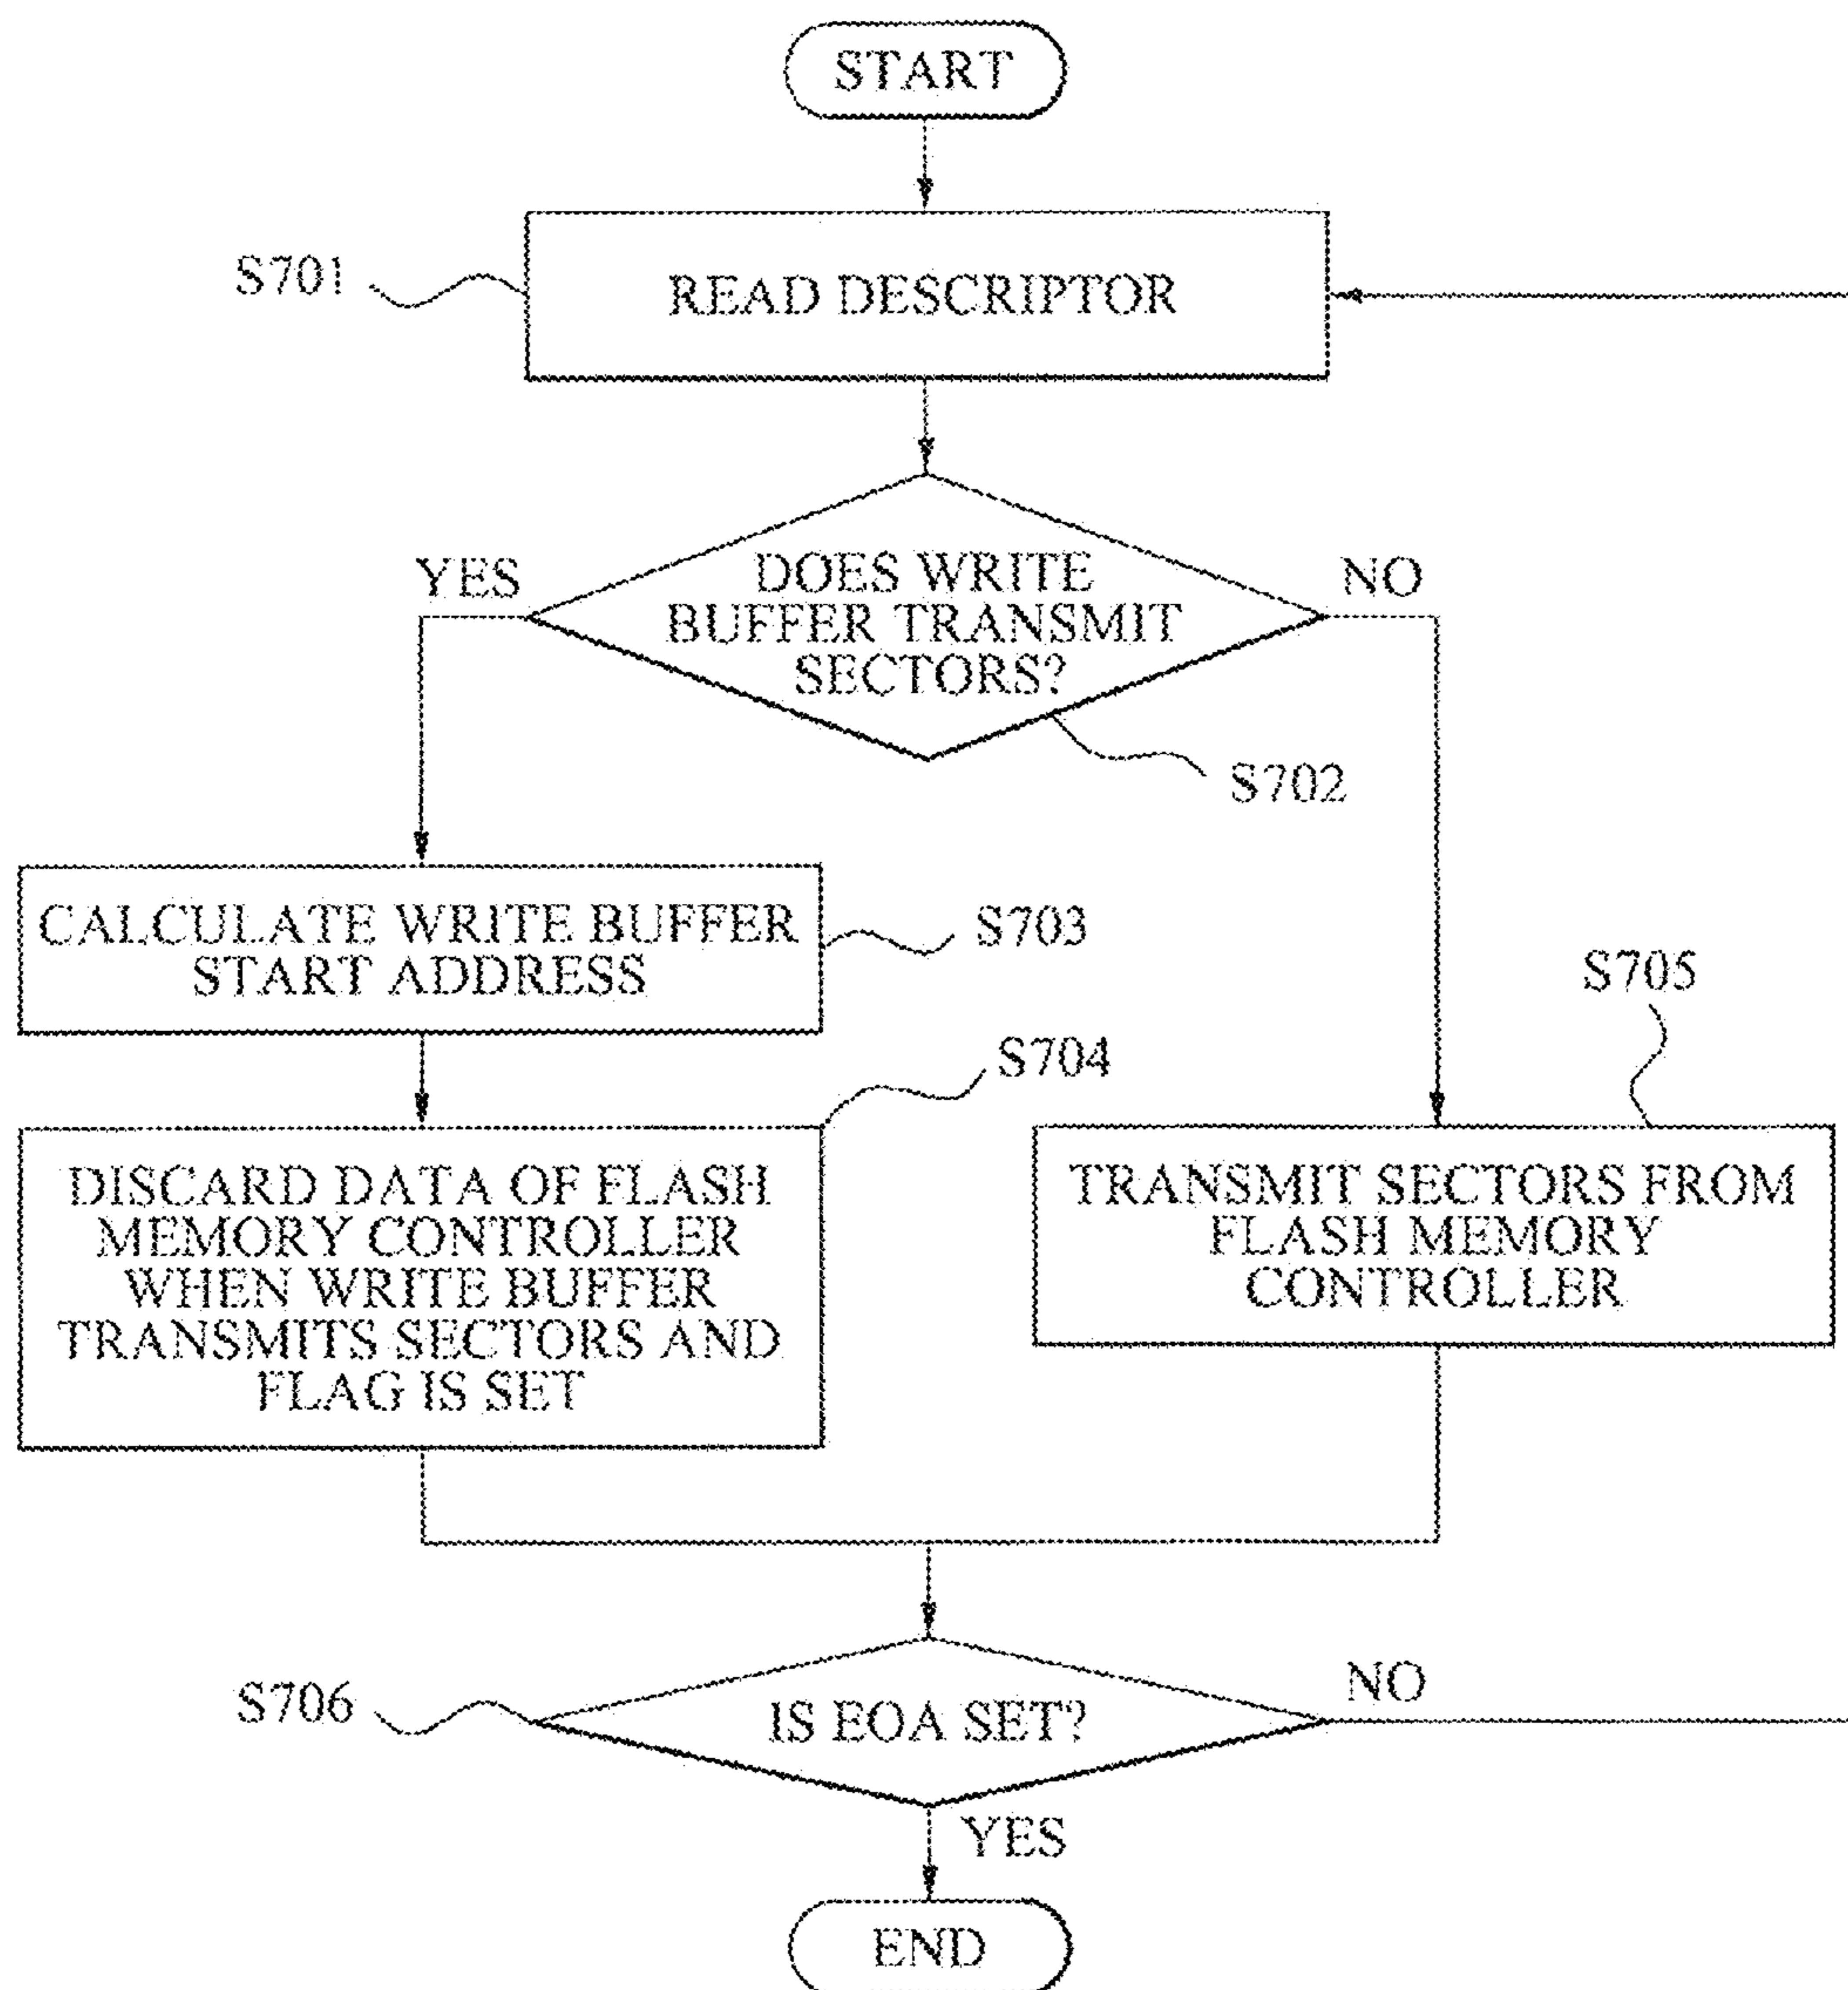 START
S701
READ DESCRIPTOR
YES
DOES WRITE
BUFFER TRANSMIT
SECTORS?
NO
S702
CALCULATE WRITE BUFFER
START ADDRESS
S703
S704
DISCARD DATA OF FLASH
MEMORY CONTROLLER
WHEN WRITE BUFFER
TRANSMITS SECTORS AND
FLAG IS SET
S705
TRANSMIT SECTORS FROM
FLASH MEMORY
CONTROLLER
S706
IS EOA SET?
NO
YES
END